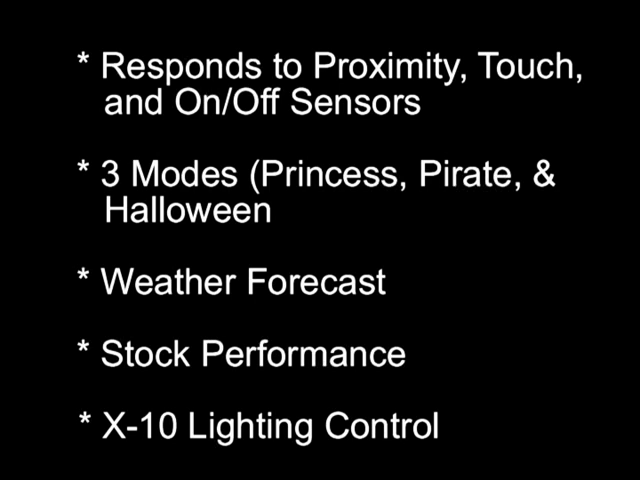 * Responds to Proximity, Touch,
and On/Off Sensors
* 3 Modes (Princess, Pirate, &
Halloween
* Weather Forecast
* Stock Performance
* X-10 Lighting Control